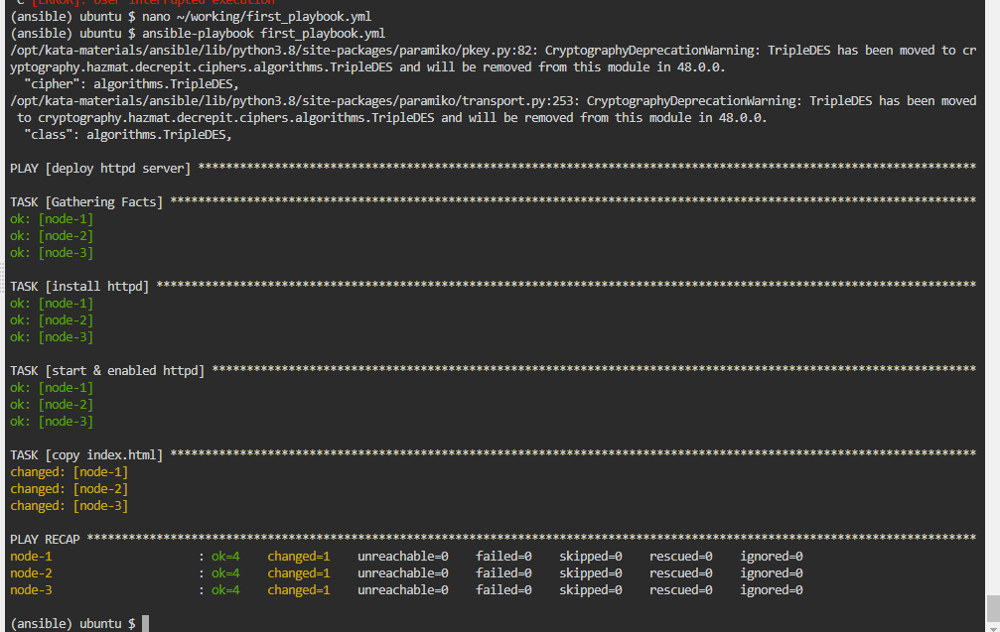 ^C [ERROR]: User interrupted execution
(ansible) ubuntu $ nano ~/working/first_playbook.yml
(ansible) ubuntu $ ansible-playbook first_playbook.yml
/opt/kata-materials/ansible/lib/python3.8/site-packages/paramiko/pkey.py:82: CryptographyDeprecationWarning: TripleDES has been moved to cr
yptography.hazmat.decrepit.ciphers.algorithms.TripleDES and will be removed from this module in 48.0.0.
  "cipher": algorithms.TripleDES,
/opt/kata-materials/ansible/lib/python3.8/site-packages/paramiko/transport.py:253: CryptographyDeprecationWarning: TripleDES has been moved
 to cryptography.hazmat.decrepit.ciphers.algorithms.TripleDES and will be removed from this module in 48.0.0.
  "class": algorithms.TripleDES,

PLAY [deploy httpd server] ****************************************************************************************************************

TASK [Gathering Facts] ********************************************************************************************************************
ok: [node-1]
ok: [node-2]
ok: [node-3]

TASK [install httpd] **********************************************************************************************************************
ok: [node-1]
ok: [node-2]
ok: [node-3]

TASK [start & enabled httpd] **************************************************************************************************************
ok: [node-1]
ok: [node-2]
ok: [node-3]

TASK [copy index.html] ********************************************************************************************************************
changed: [node-1]
changed: [node-2]
changed: [node-3]

PLAY RECAP ********************************************************************************************************************************
node-1                     : ok=4    changed=1    unreachable=0    failed=0    skipped=0    rescued=0    ignored=0
node-2                     : ok=4    changed=1    unreachable=0    failed=0    skipped=0    rescued=0    ignored=0
node-3                     : ok=4    changed=1    unreachable=0    failed=0    skipped=0    rescued=0    ignored=0

(ansible) ubuntu $